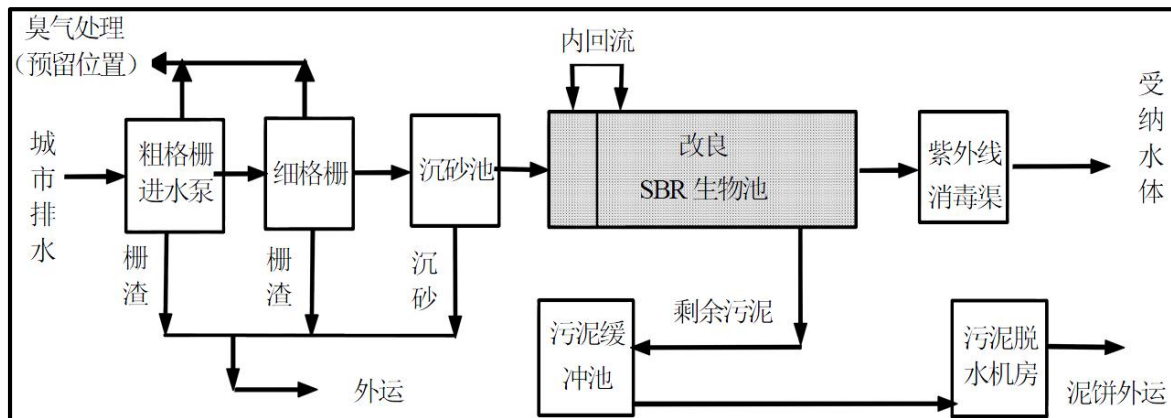 臭气处理
（预留位置）
内回流
城市排水
粗格栅
进水泵
细格栅
沉砂池
改良
SBR 生物池
紫外线
消毒渠
受纳水体
栅渣
栅渣
沉砂
外运
剩余污泥
污泥缓
冲池
污泥脱
水机房
泥饼外运